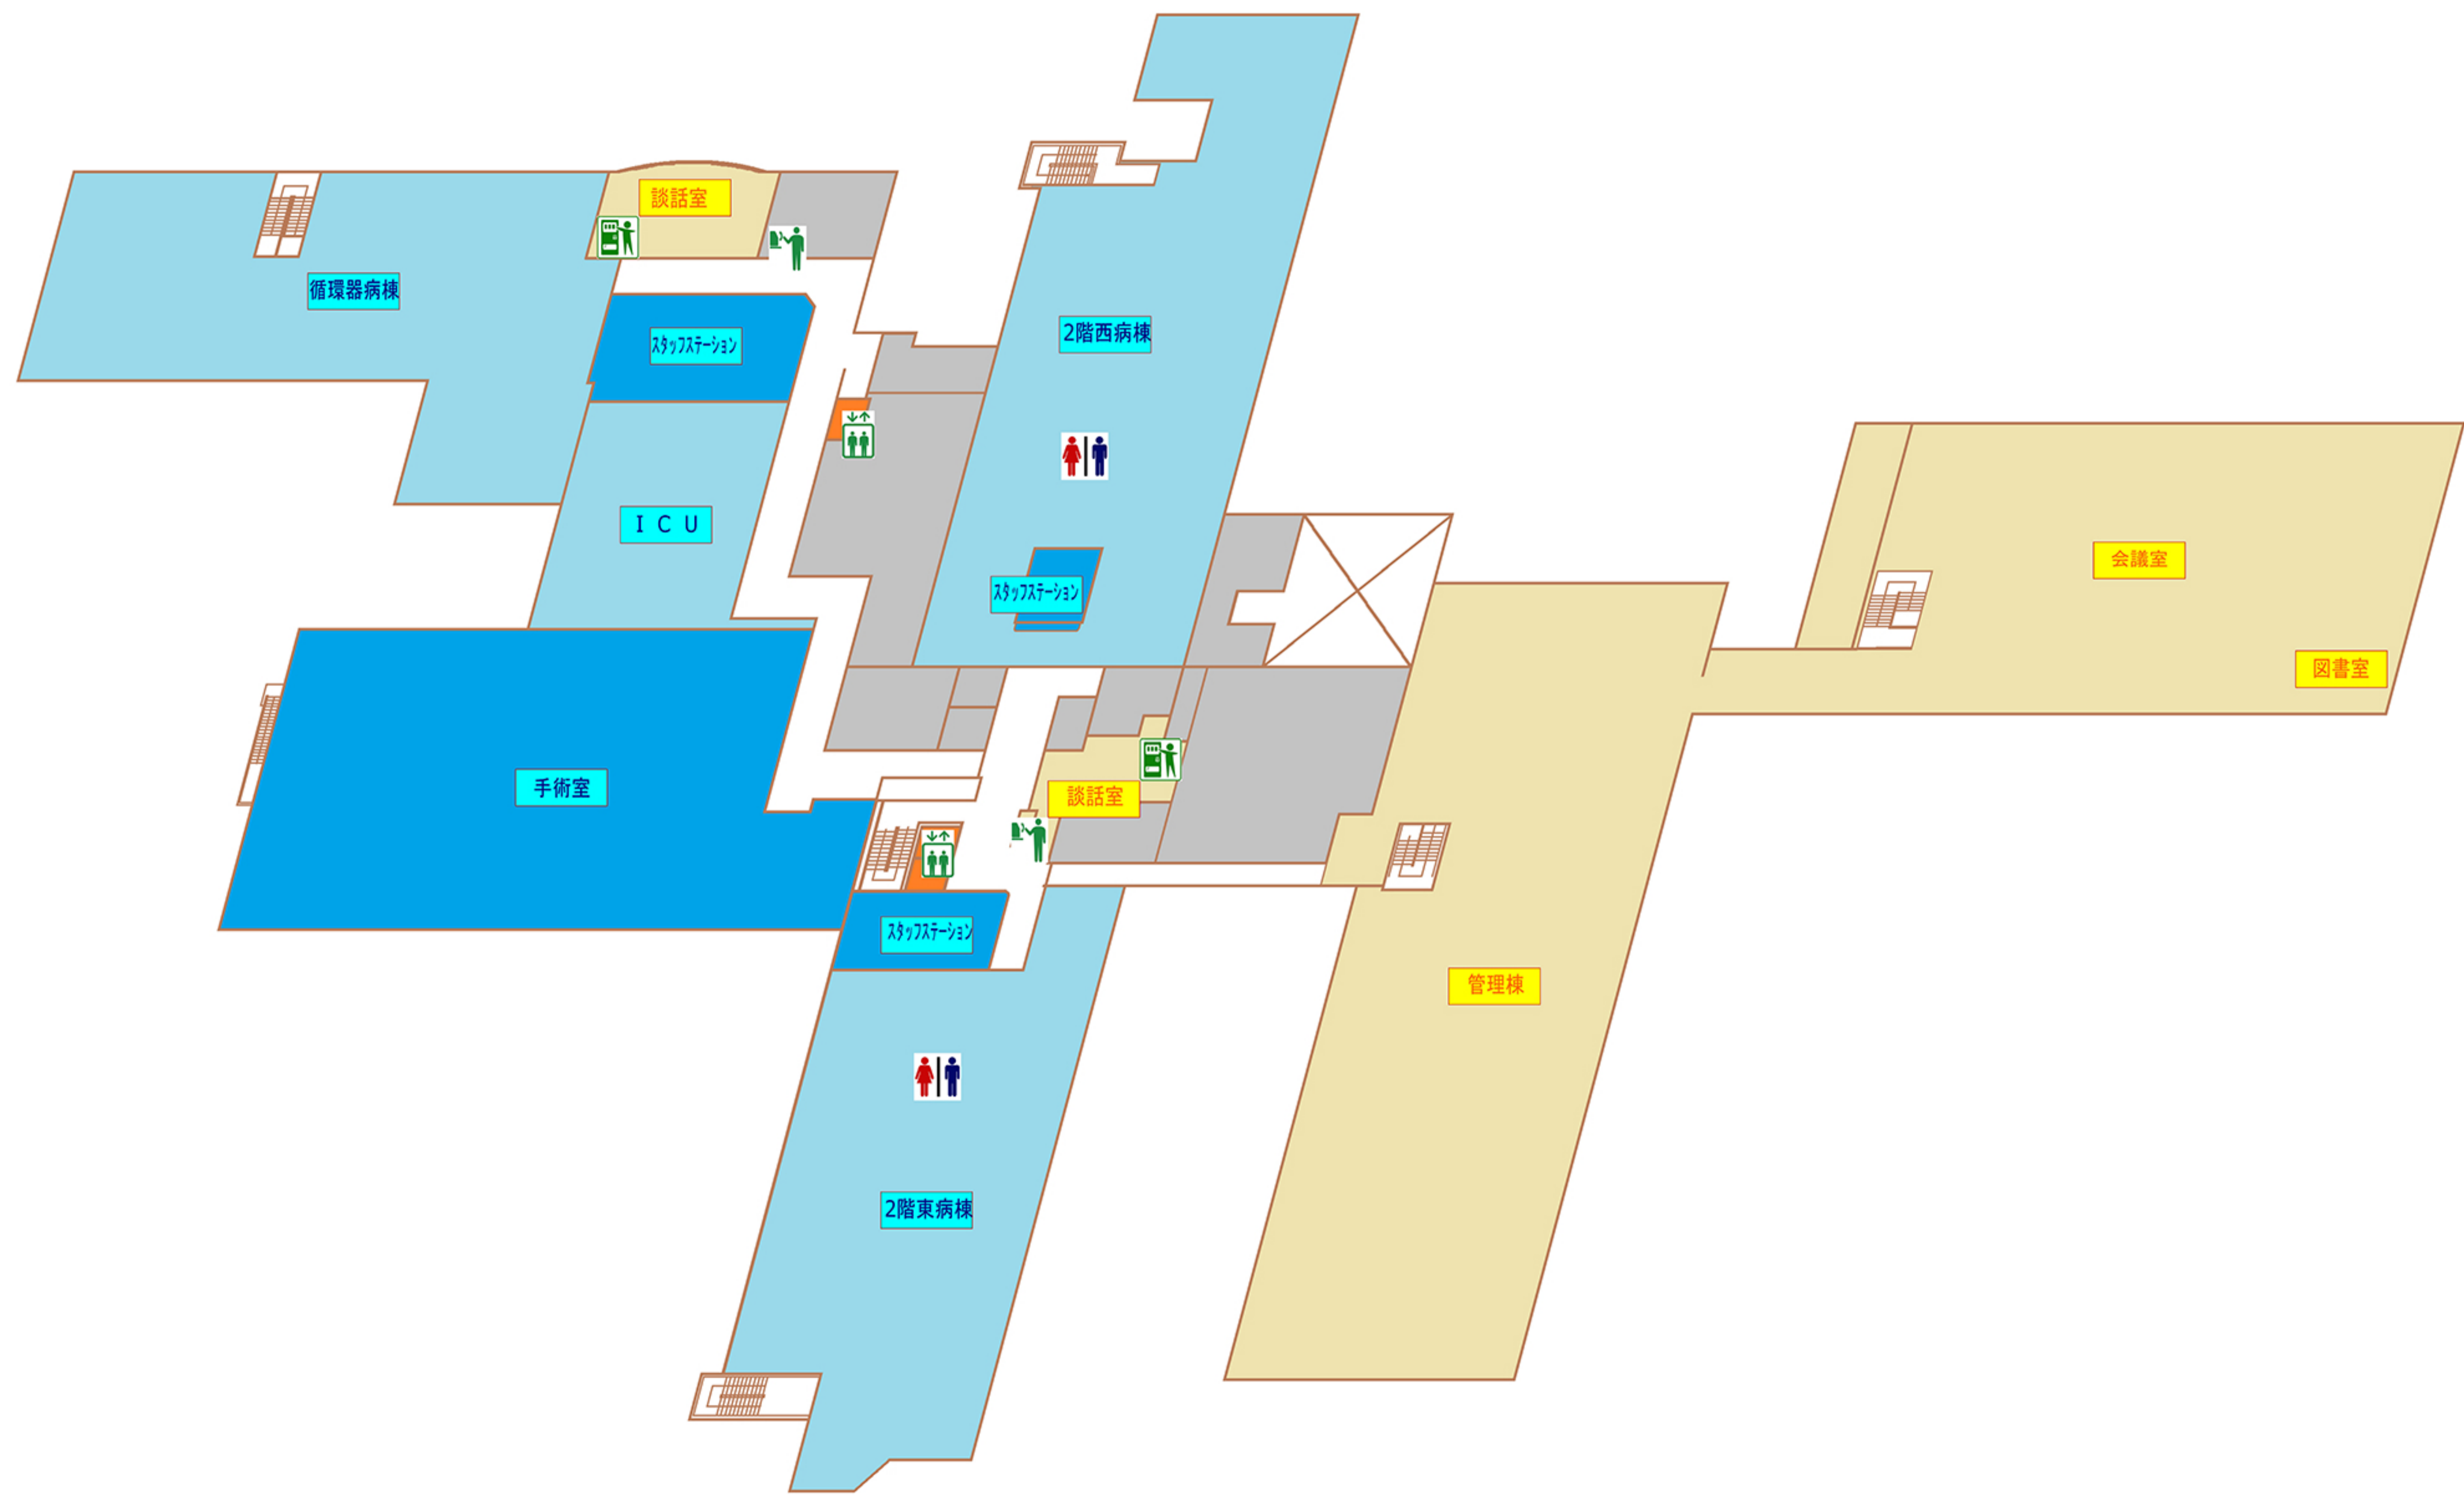 談話室
循環器病棟
スタッフステーション
2階西病棟
ＩＣＵ
会議室
スタッフステーション
図書室
手術室
談話室
スタッフステーション
管理棟
2階東病棟